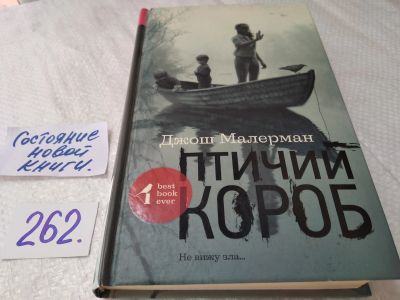 Состояние
новой
книги.
262.
Джош Малерман
ПТИЧИЙ
КОРОБ
1
best
book
ever
Не вижу зла...